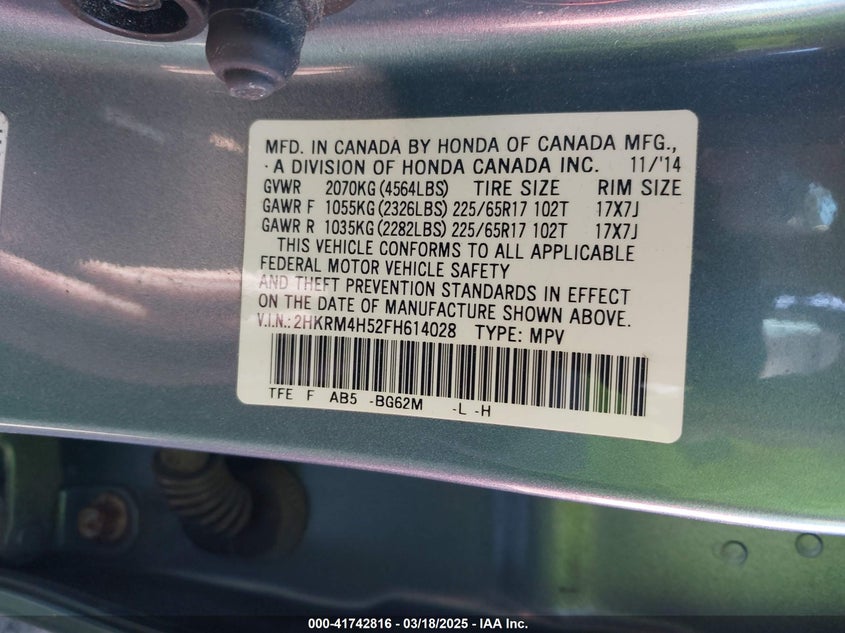 MFD. IN CANADA BY HONDA OF CANADA MFG.,
·A DIVISION OF HONDA CANADA INC. 11/'14
GVWR 2070KG(4564LBS) TIRE SIZE RIM SIZE
GAWR F 1055KG(2326LBS) 225/65R17 102T 17X7J
GAWR R 1035KG(2282LBS) 225/65R17 102T 17X7J
THIS VEHICLE CONFORMS TO ALL APPLICABLE
FEDERAL MOTOR VEHICLE SAFETY
AND THEFT PREVENTION STANDARDS IN EFFECT
ON THE DATE OF MANUFACTURE SHOWN ABOVE.
V.I.N.:2HKRM4H52FH614028 TYPE: MPV
TFE F AB5 -BG62M -L -H
000-41742816 - 03/18/2025 - IAA Inc.